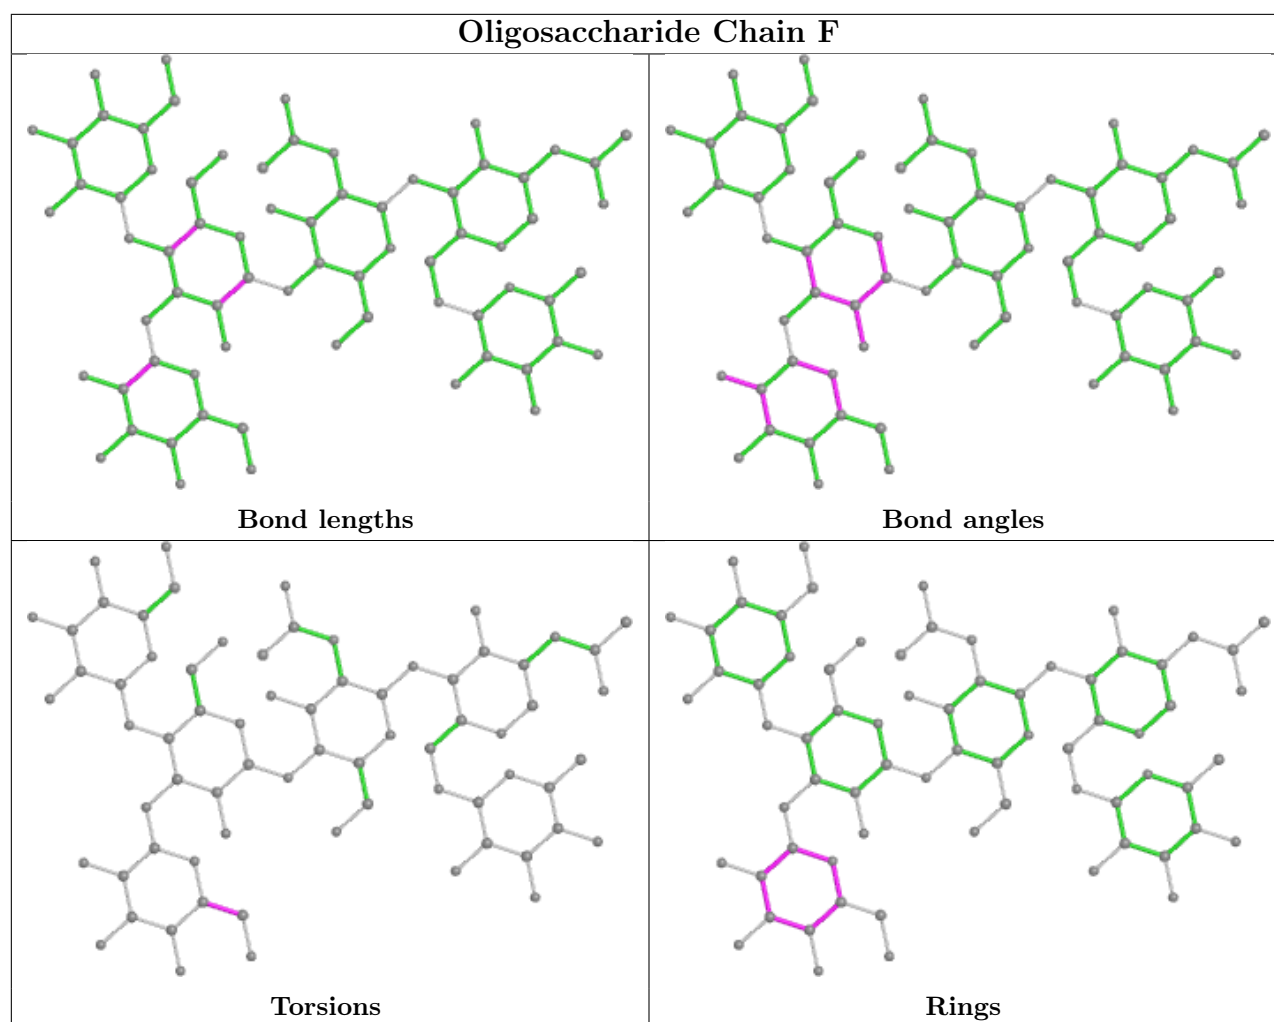 Oligosaccharide Chain F
Bond lengths
Bond angles
Torsions
Rings